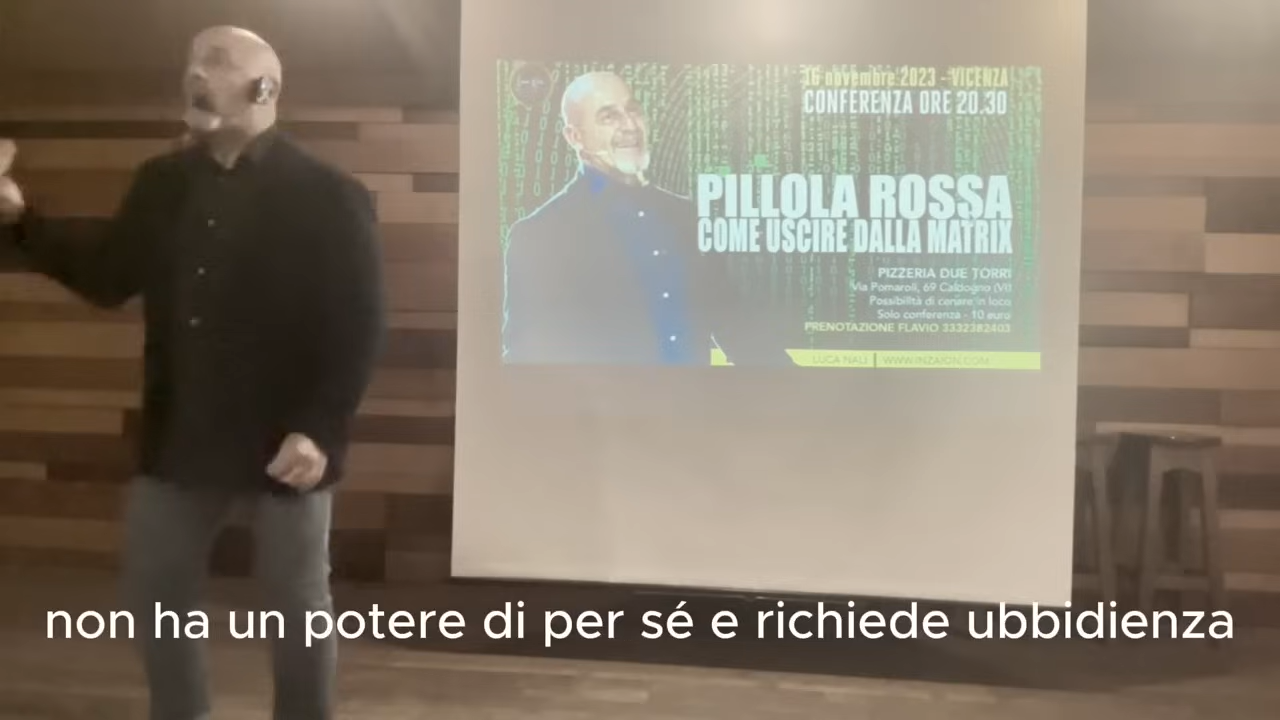 16 novembre 2023 - VICENZA
CONFERENZA ORE 20.30
PILLOLA ROSSA
COME USCIRE DALLA MATRIX
PIZZERIA DUE TORRI
Via Pomaroli, 69 Caldogno (VI)
Possibilità di cenare in loco
Solo conferenza - 10 euro
PRENOTAZIONE FLAVIO 3332382403
LUCA NALI | WWW.INZAION.COM
non ha un potere di per sé e richiede ubbidienza